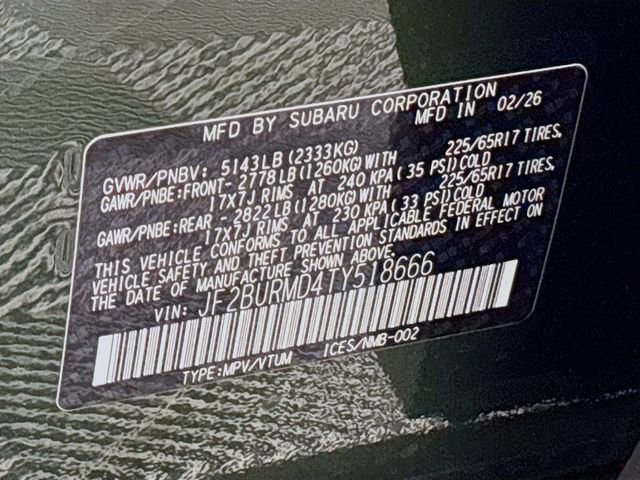 MFD BY SUBARU CORPORATION
MFD IN 02/26
GVWR/PNBV: 5143LB (2333KG)
GAWR/PNBE:FRONT-2778LB(1260KG)WITH 225/65R17 TIRES,
17X7J RIMS AT 240 KPA(35 PSI)COLD
GAWR/PNBE:REAR -2822LB(1280KG)WITH 225/65R17 TIRES,
17X7J RIMS AT 230 KPA(33 PSI)COLD
THIS VEHICLE CONFORMS TO ALL APPLICABLE FEDERAL MOTOR
VEHICLE SAFETY AND THEFT PREVENTION STANDARDS IN EFFECT ON
THE DATE OF MANUFACTURE SHOWN ABOVE.
VIN: JF2BURMD4TY518666
TYPE:MPV/VTUM ICES/NMB-002